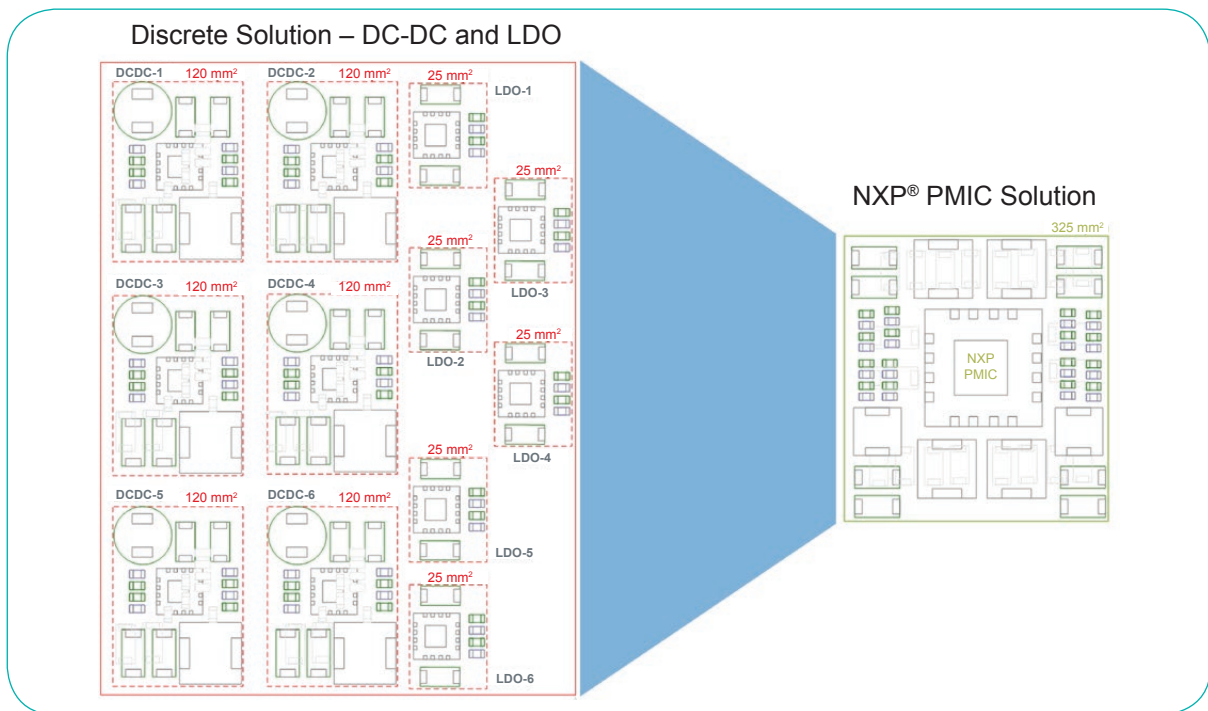 Discrete Solution – DC-DC and LDO
DCDC-1
120 mm²
DCDC-2
120 mm²
25 mm²
LDO-1
25 mm²
LDO-3
25 mm²
LDO-2
DCDC-3
120 mm²
DCDC-4
120 mm²
25 mm²
LDO-4
25 mm²
LDO-5
DCDC-5
120 mm²
DCDC-6
120 mm²
25 mm²
LDO-6
NXP® PMIC Solution
325 mm²
NXP
PMIC